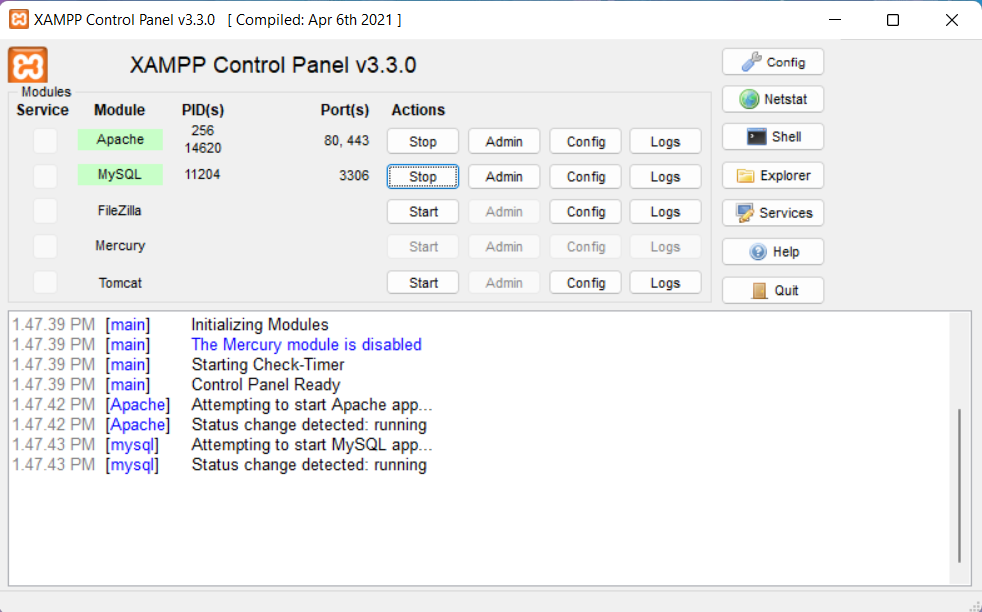 XAMPP Control Panel v3.3.0 [ Compiled: Apr 6th 2021 ]
XAMPP Control Panel v3.3.0
Config
Modules
Service Module PID(s) Port(s) Actions
Netstat
Apache 256 14620 80, 443 Stop Admin Config Logs
Shell
MySQL 11204 3306 Stop Admin Config Logs
Explorer
FileZilla Start Admin Config Logs
Services
Mercury Start Admin Config Logs
Help
Tomcat Start Admin Config Logs
Quit
1.47.39 PM [main] Initializing Modules
1.47.39 PM [main] The Mercury module is disabled
1.47.39 PM [main] Starting Check-Timer
1.47.39 PM [main] Control Panel Ready
1.47.42 PM [Apache] Attempting to start Apache app...
1.47.42 PM [Apache] Status change detected: running
1.47.43 PM [mysql] Attempting to start MySQL app...
1.47.43 PM [mysql] Status change detected: running